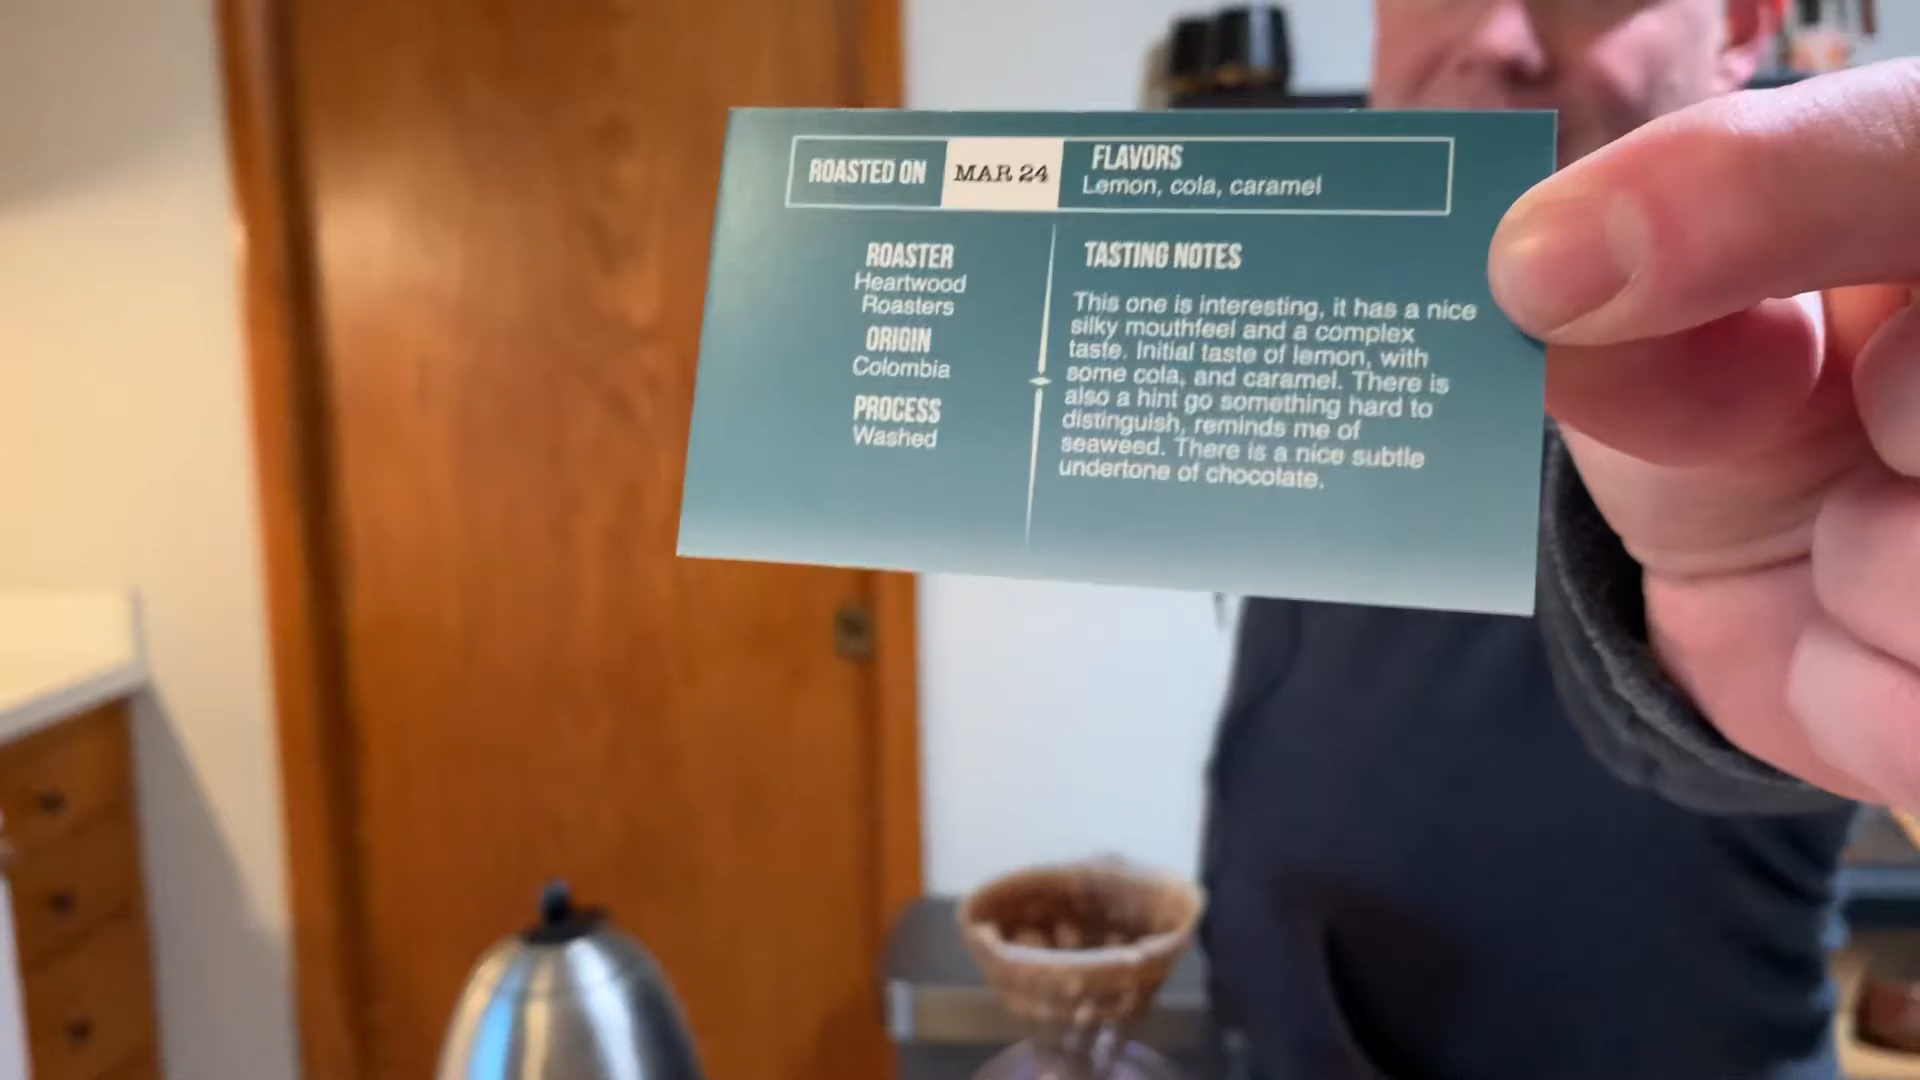 ROASTED ON
MAR 24
FLAVORS
Lemon, cola, caramel
ROASTER
Heartwood
Roasters
ORIGIN
Colombia
PROCESS
Washed
TASTING NOTES
This one is interesting, it has a nice
silky mouthfeel and a complex
taste. Initial taste of lemon, with
some cola, and caramel. There is
also a hint go something hard to
distinguish, reminds me of
seaweed. There is a nice subtle
undertone of chocolate.